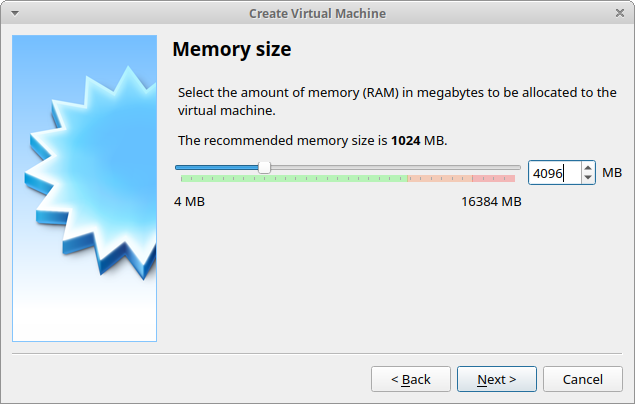 Create Virtual Machine
Memory size
Select the amount of memory (RAM) in megabytes to be allocated to the
virtual machine.
The recommended memory size is 1024 MB.
4096 MB
4 MB 16384 MB
< Back Next > Cancel